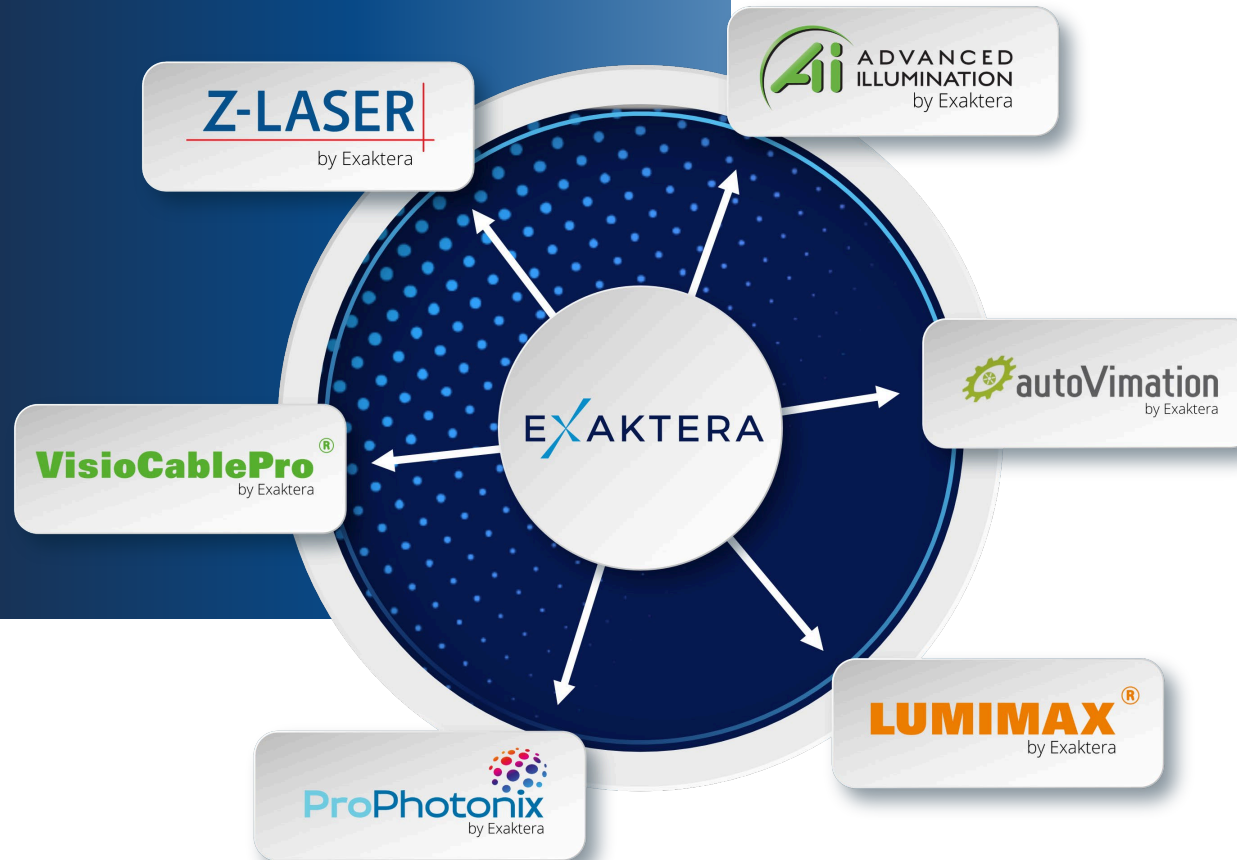 Ai ADVANCED
ILLUMINATION
by Exaktera
Z-LASER
by Exaktera
autoVimation
by Exaktera
EXAKTERA
VisioCablePro®
by Exaktera
LUMIMAX®
by Exaktera
ProPhotonix
by Exaktera